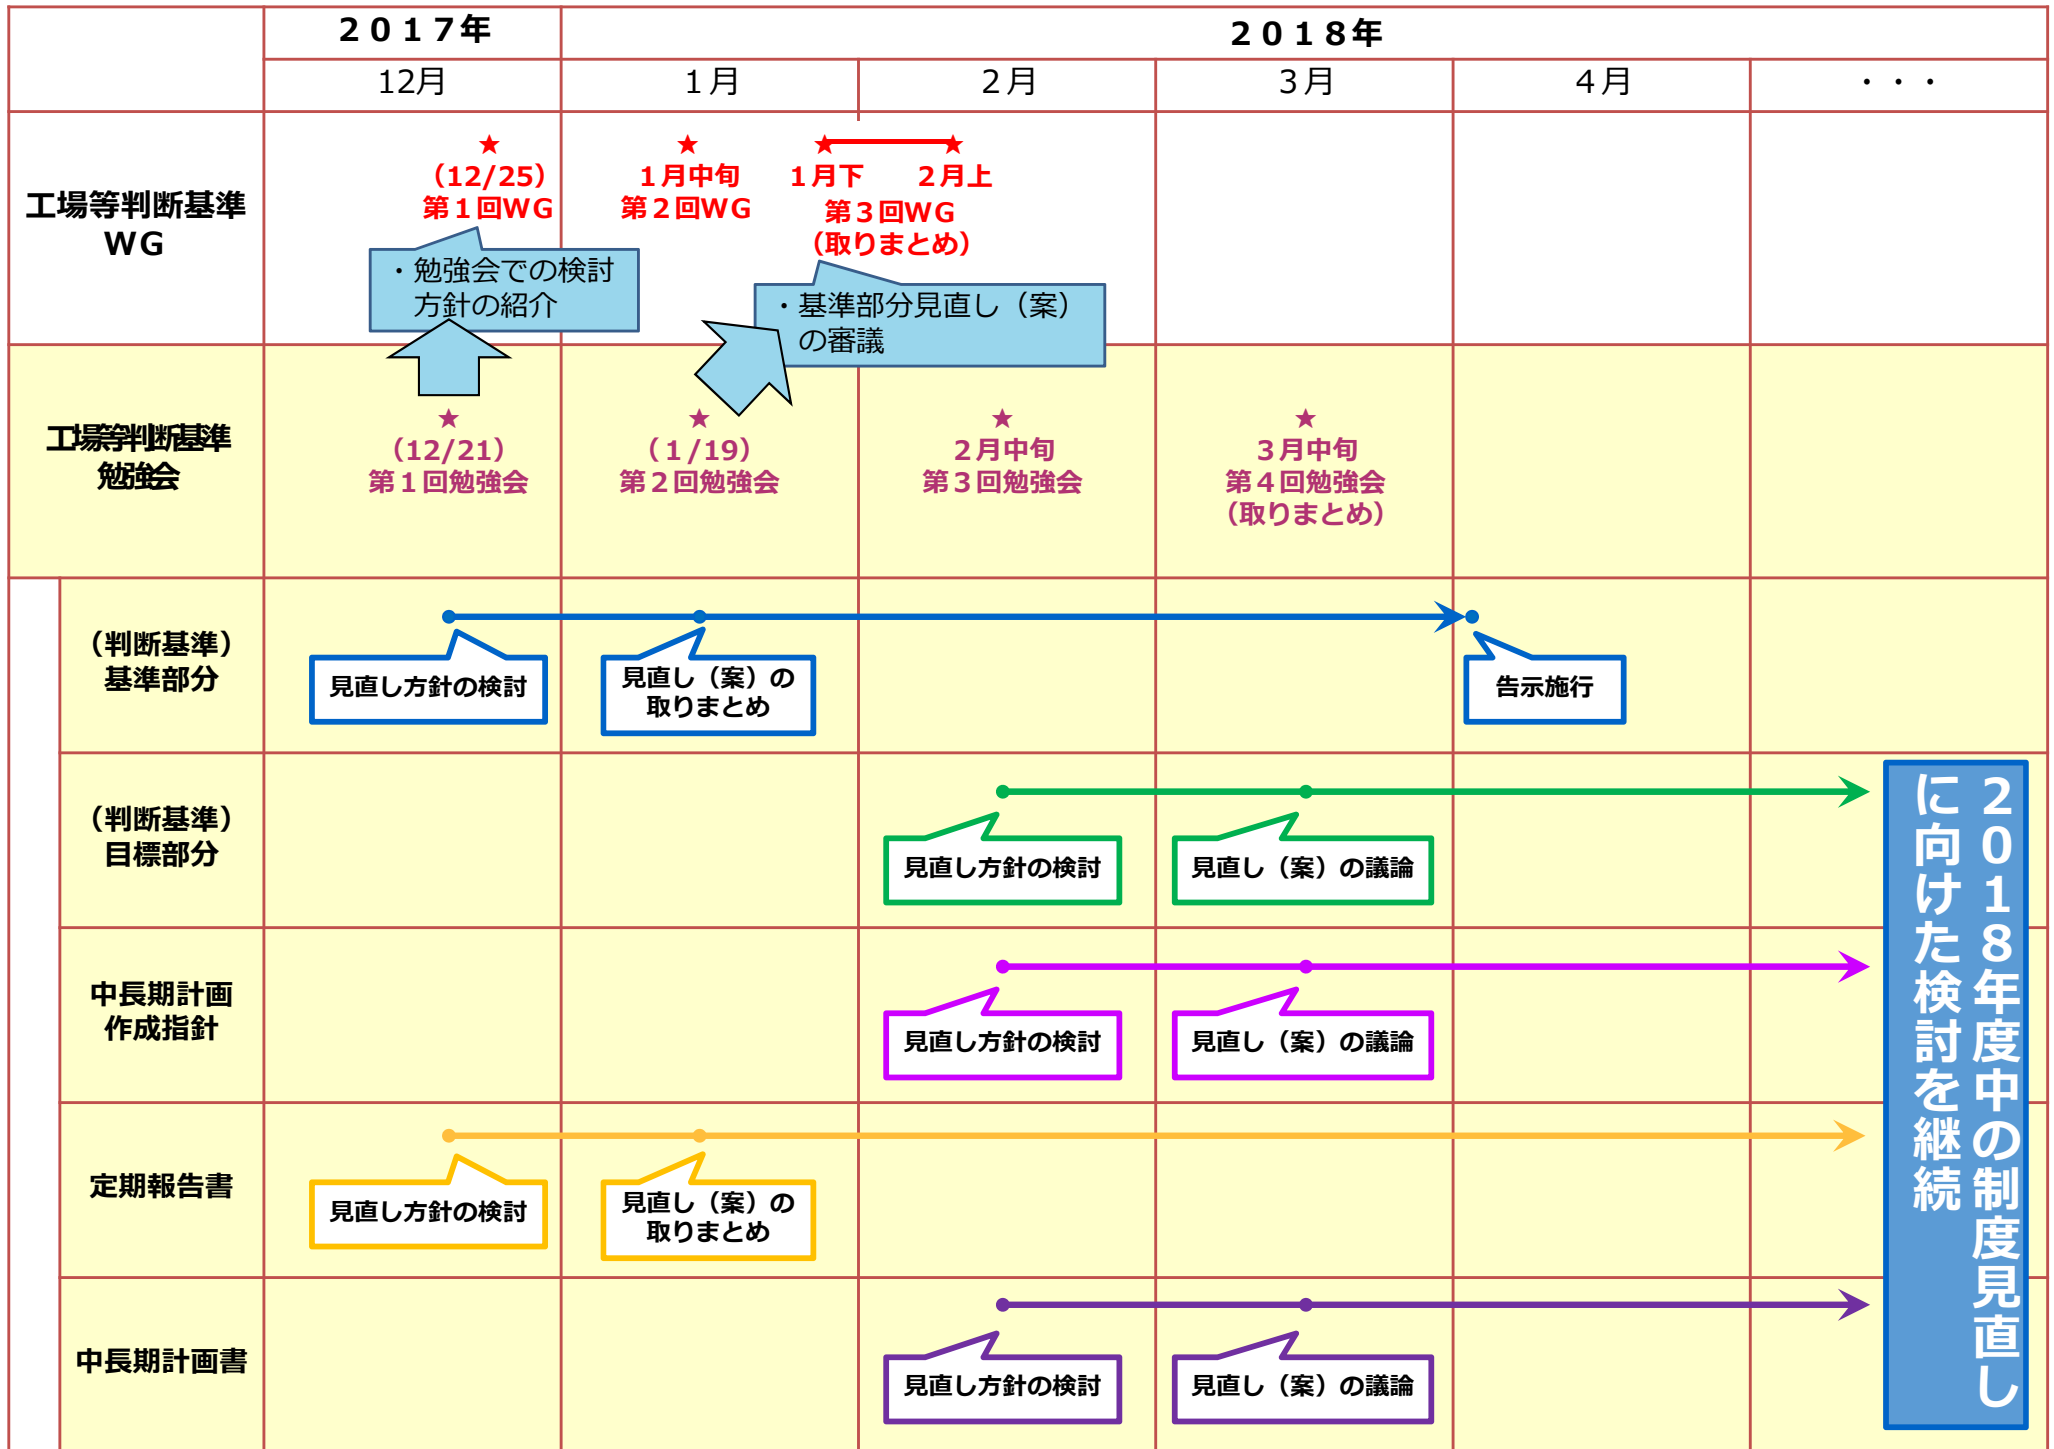 ２０１７年
２０１８年
12月
１月
２月
３月
４月
・・・
工場等判断基準
ＷＧ
（12/25）
第１回ＷＧ
１月中旬
第２回ＷＧ
１月下
２月上
第３回ＷＧ
（取りまとめ）
・勉強会での検討
方針の紹介
・基準部分見直し（案）
の審議
工場等判断基準
勉強会
（12/21）
第１回勉強会
（１/19）
第２回勉強会
２月中旬
第３回勉強会
３月中旬
第４回勉強会
（取りまとめ）
（判断基準）
基準部分
見直し方針の検討
見直し（案）の
取りまとめ
告示施行
（判断基準）
目標部分
見直し方針の検討
見直し（案）の議論
中長期計画
作成指針
見直し方針の検討
見直し（案）の議論
定期報告書
見直し方針の検討
見直し（案）の
取りまとめ
中長期計画書
見直し方針の検討
見直し（案）の議論
２０１８年度中の制度見直し
に向けた検討を継続